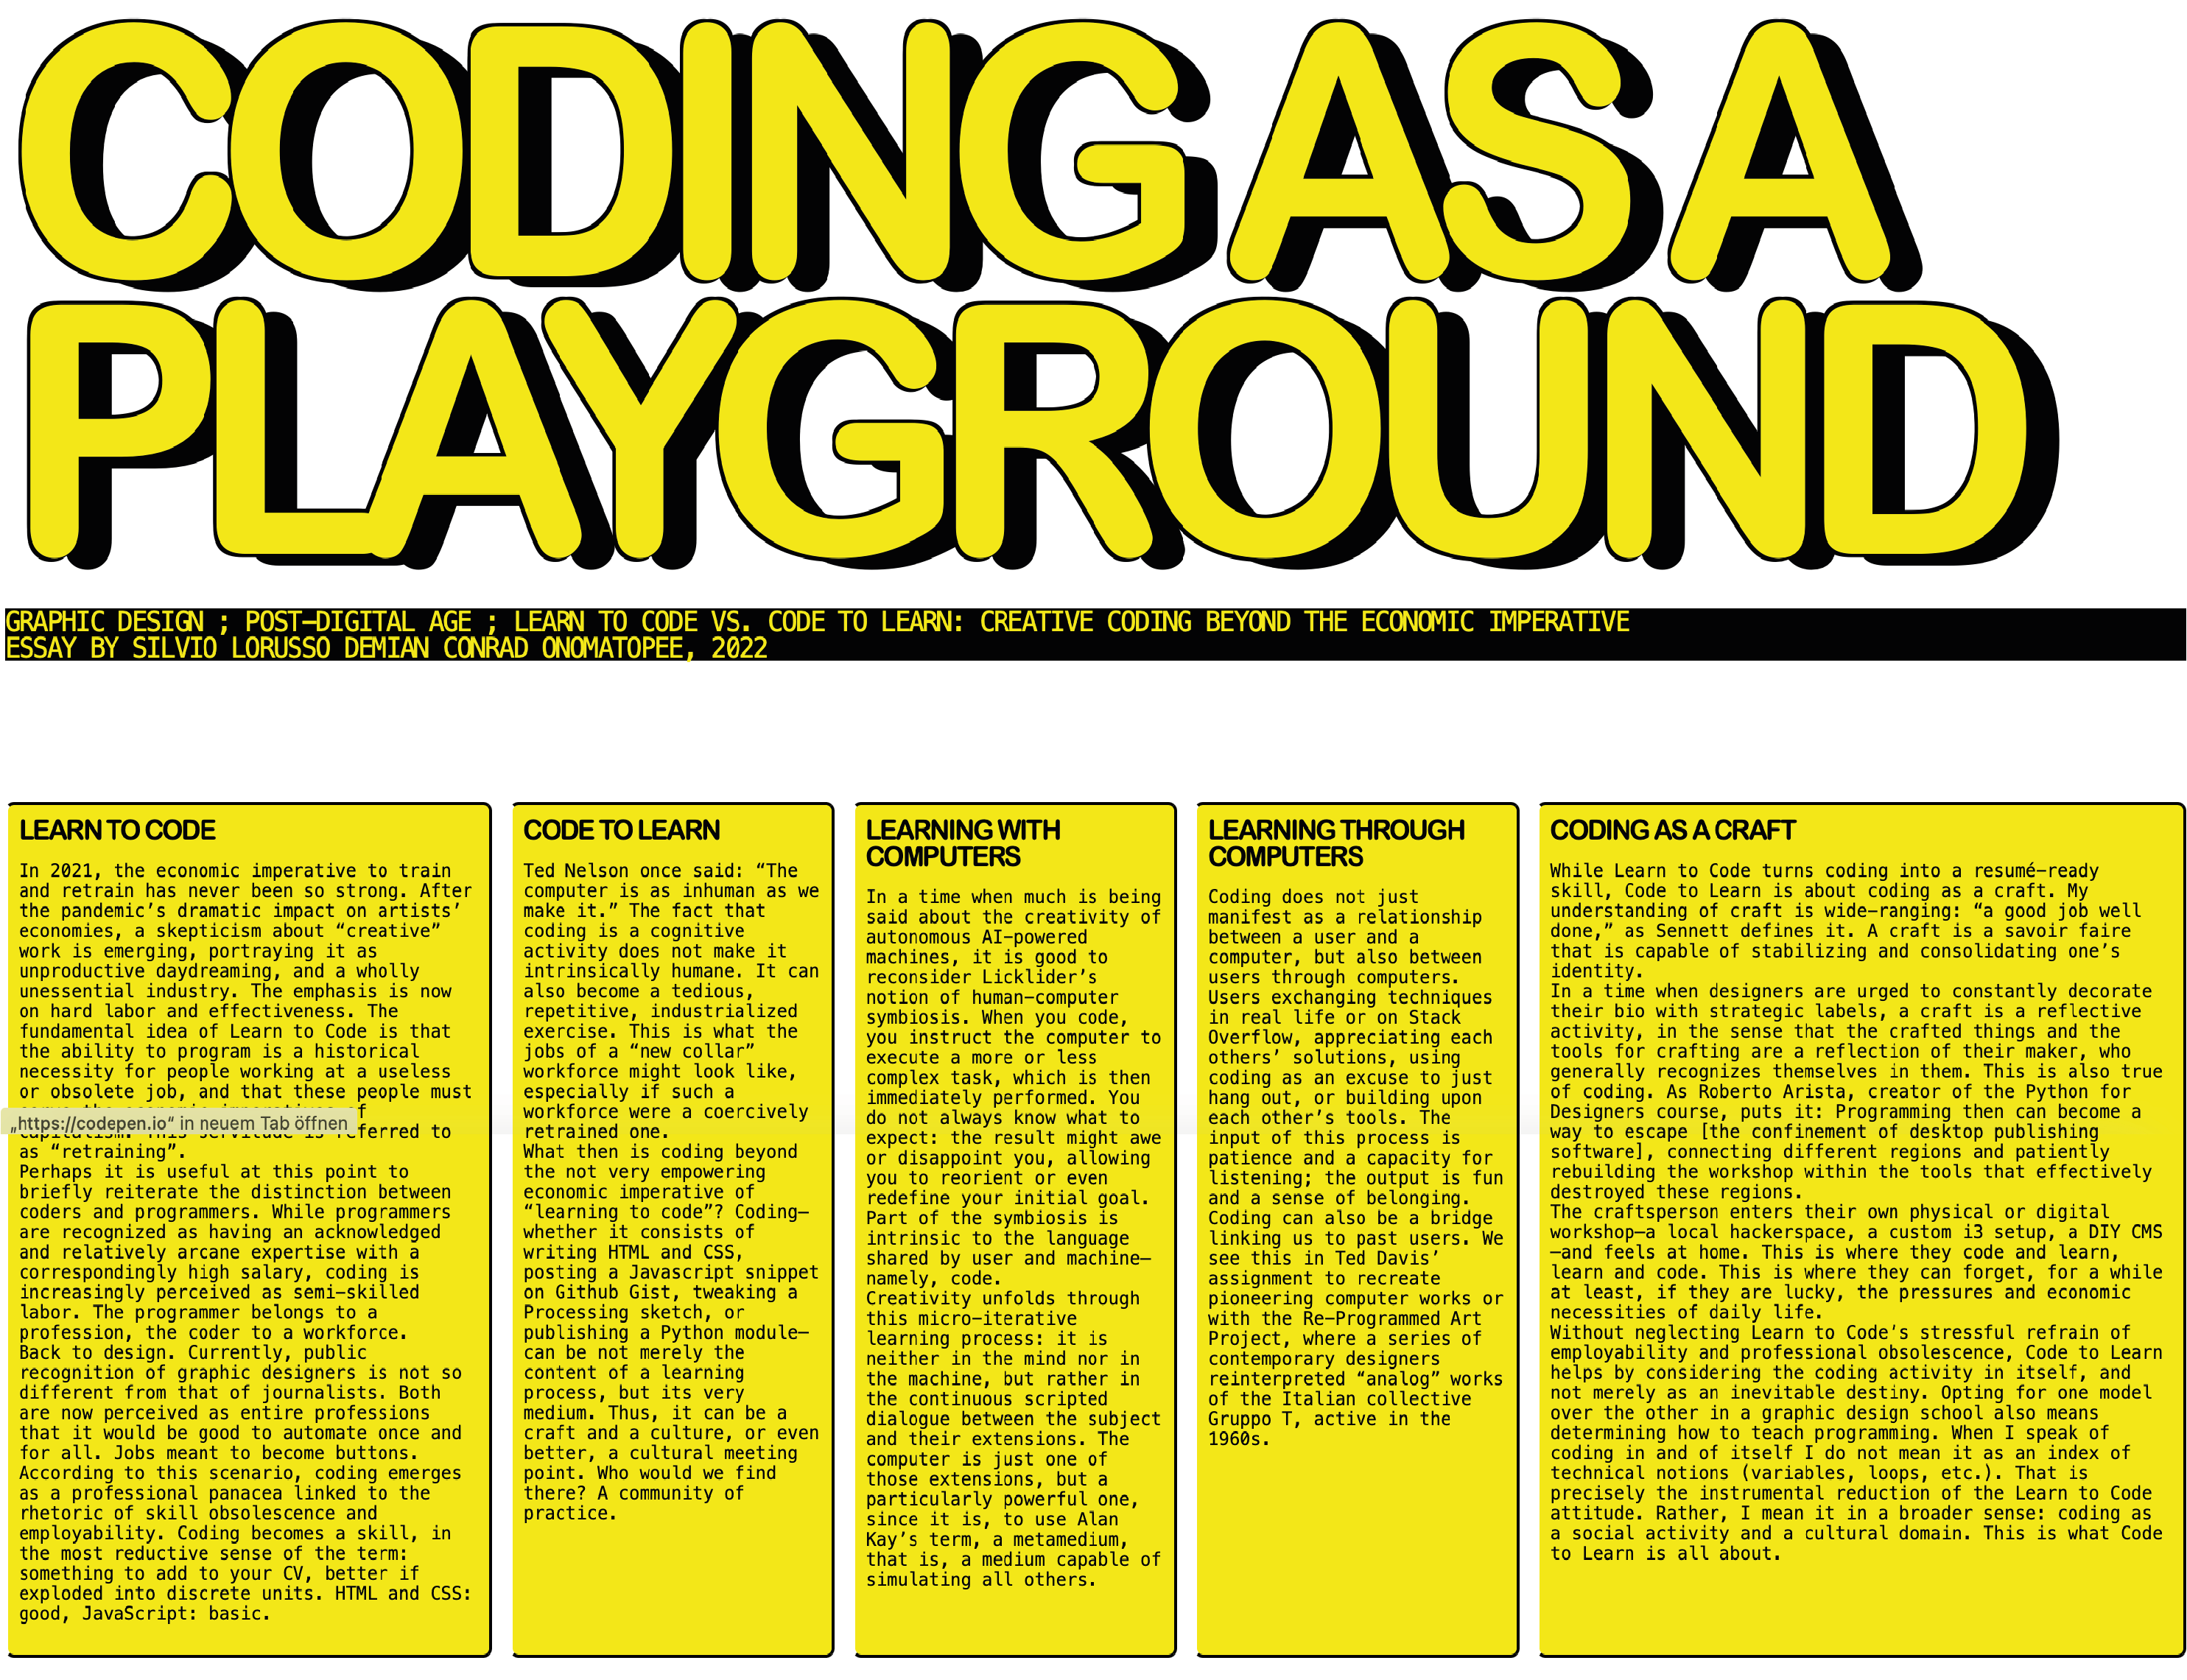 CODING AS A
PLAYGROUND
GRAPHIC DESIGN ; POST–DIGITAL AGE ; LEARN TO CODE VS. CODE TO LEARN: CREATIVE CODING BEYOND THE ECONOMIC IMPERATIVE
ESSAY BY SILVIO LORUSSO DEMIAN CONRAD ONOMATOPEE, 2022
LEARN TO CODE
In 2021, the economic imperative to train
and retrain has never been so strong. After
the pandemic’s dramatic impact on artists’
economies, a skepticism about “creative”
work is emerging, portraying it as
unproductive daydreaming, and a wholly
unessential industry. The emphasis is now
on hard labor and effectiveness. The
fundamental idea of Learn to Code is that
the ability to program is a historical
necessity for people working at a useless
or obsolete job, and that these people must
of
„https://codepen.io“ in neuem Tab öffnen
referred to
as “retraining”.
Perhaps it is useful at this point to
briefly reiterate the distinction between
coders and programmers. While programmers
are recognized as having an acknowledged
and relatively arcane expertise with a
correspondingly high salary, coding is
increasingly perceived as semi–skilled
labor. The programmer belongs to a
profession, the coder to a workforce.
Back to design. Currently, public
recognition of graphic designers is not so
different from that of journalists. Both
are now perceived as entire professions
that it would be good to automate once and
for all. Jobs meant to become buttons.
According to this scenario, coding emerges
as a professional panacea linked to the
rhetoric of skill obsolescence and
employability. Coding becomes a skill, in
the most reductive sense of the term:
something to add to your CV, better if
exploded into discrete units. HTML and CSS:
good, JavaScript: basic.
CODE TO LEARN
Ted Nelson once said: “The
computer is as inhuman as we
make it.” The fact that
coding is a cognitive
activity does not make it
intrinsically humane. It can
also become a tedious,
repetitive, industrialized
exercise. This is what the
jobs of a “new collar”
workforce might look like,
especially if such a
workforce were a coercively
retrained one.
What then is coding beyond
the not very empowering
economic imperative of
“learning to code”? Coding—
whether it consists of
writing HTML and CSS,
posting a Javascript snippet
on Github Gist, tweaking a
Processing sketch, or
publishing a Python module—
can be not merely the
content of a learning
process, but its very
medium. Thus, it can be a
craft and a culture, or even
better, a cultural meeting
point. Who would we find
there? A community of
practice.
LEARNING WITH
COMPUTERS
In a time when much is being
said about the creativity of
autonomous AI–powered
machines, it is good to
reconsider Licklider’s
notion of human–computer
symbiosis. When you code,
you instruct the computer to
execute a more or less
complex task, which is then
immediately performed. You
do not always know what to
expect: the result might awe
or disappoint you, allowing
you to reorient or even
redefine your initial goal.
Part of the symbiosis is
intrinsic to the language
shared by user and machine—
namely, code.
Creativity unfolds through
this micro–iterative
learning process: it is
neither in the mind nor in
the machine, but rather in
the continuous scripted
dialogue between the subject
and their extensions. The
computer is just one of
those extensions, but a
particularly powerful one,
since it is, to use Alan
Kay’s term, a metamedium,
that is, a medium capable of
simulating all others.
LEARNING THROUGH
COMPUTERS
Coding does not just
manifest as a relationship
between a user and a
computer, but also between
users through computers.
Users exchanging techniques
in real life or on Stack
Overflow, appreciating each
others’ solutions, using
coding as an excuse to just
hang out, or building upon
each other’s tools. The
input of this process is
patience and a capacity for
listening; the output is fun
and a sense of belonging.
Coding can also be a bridge
linking us to past users. We
see this in Ted Davis’
assignment to recreate
pioneering computer works or
with the Re–Programmed Art
Project, where a series of
contemporary designers
reinterpreted “analog” works
of the Italian collective
Gruppo T, active in the
1960s.
CODING AS A CRAFT
While Learn to Code turns coding into a resumé–ready
skill, Code to Learn is about coding as a craft. My
understanding of craft is wide–ranging: “a good job well
done,” as Sennett defines it. A craft is a savoir faire
that is capable of stabilizing and consolidating one’s
identity.
In a time when designers are urged to constantly decorate
their bio with strategic labels, a craft is a reflective
activity, in the sense that the crafted things and the
tools for crafting are a reflection of their maker, who
generally recognizes themselves in them. This is also true
of coding. As Roberto Arista, creator of the Python for
Designers course, puts it: Programming then can become a
way to escape [the confinement of desktop publishing
software], connecting different regions and patiently
rebuilding the workshop within the tools that effectively
destroyed these regions.
The craftsperson enters their own physical or digital
workshop—a local hackerspace, a custom i3 setup, a DIY CMS
—and feels at home. This is where they code and learn,
learn and code. This is where they can forget, for a while
at least, if they are lucky, the pressures and economic
necessities of daily life.
Without neglecting Learn to Code’s stressful refrain of
employability and professional obsolescence, Code to Learn
helps by considering the coding activity in itself, and
not merely as an inevitable destiny. Opting for one model
over the other in a graphic design school also means
determining how to teach programming. When I speak of
coding in and of itself I do not mean it as an index of
technical notions (variables, loops, etc.). That is
precisely the instrumental reduction of the Learn to Code
attitude. Rather, I mean it in a broader sense: coding as
a social activity and a cultural domain. This is what Code
to Learn is all about.